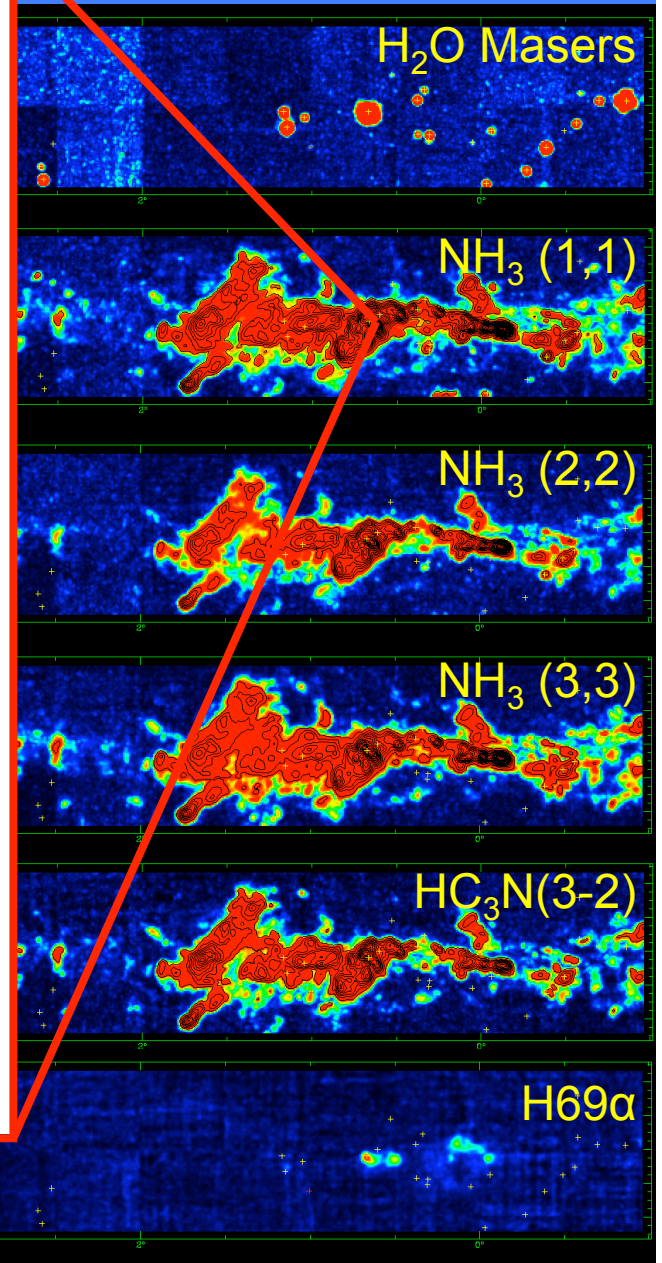 H₂O Masers
2° 0°
NH₃ (1,1)
2° 0°
NH₃ (2,2)
2° 0°
NH₃ (3,3)
2° 0°
HC₃N(3-2)
2° 0°
H69α
2° 0°